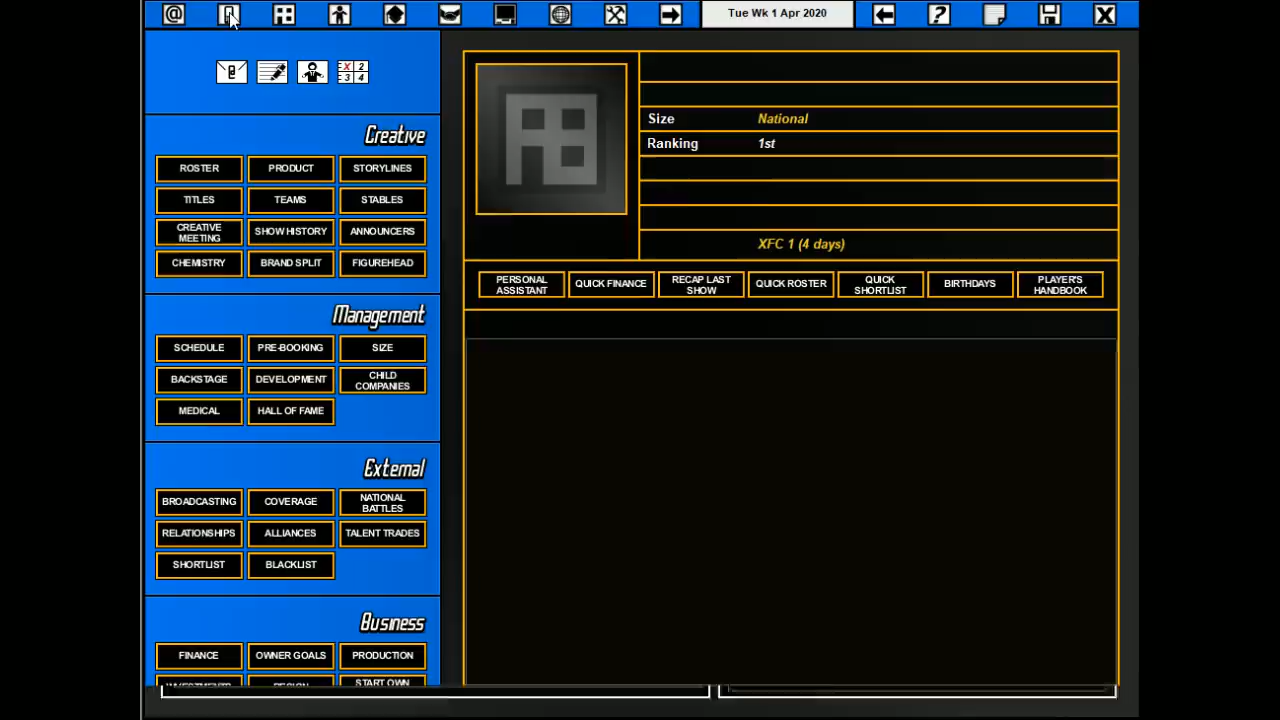 Tue Wk 1 Apr 2020
Creative
ROSTER PRODUCT STORYLINES
TITLES TEAMS STABLES
CREATIVE MEETING SHOW HISTORY ANNOUNCERS
CHEMISTRY BRAND SPLIT FIGUREHEAD
Management
SCHEDULE PRE-BOOKING SIZE
BACKSTAGE DEVELOPMENT CHILD COMPANIES
MEDICAL HALL OF FAME
External
BROADCASTING COVERAGE NATIONAL BATTLES
RELATIONSHIPS ALLIANCES TALENT TRADES
SHORTLIST BLACKLIST
Business
FINANCE OWNER GOALS PRODUCTION
START OWN
Size National
Ranking 1st
XFC 1 (4 days)
PERSONAL ASSISTANT QUICK FINANCE RECAP LAST SHOW QUICK ROSTER QUICK SHORTLIST BIRTHDAYS PLAYER'S HANDBOOK